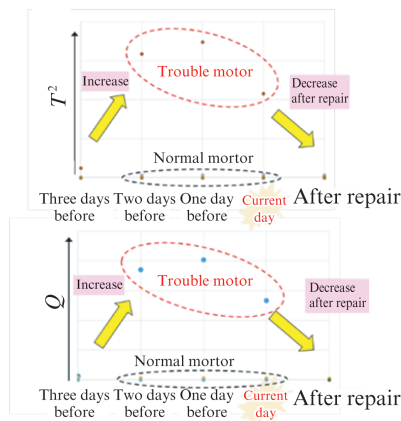 T²
Increase
Trouble motor
Decrease
after repair
Normal mortor
Three days
before
Two days
before
One day
before
Current
day
After repair
Q
Increase
Trouble motor
Decrease
after repair
Normal mortor
Three days
before
Two days
before
One day
before
Current
day
After repair